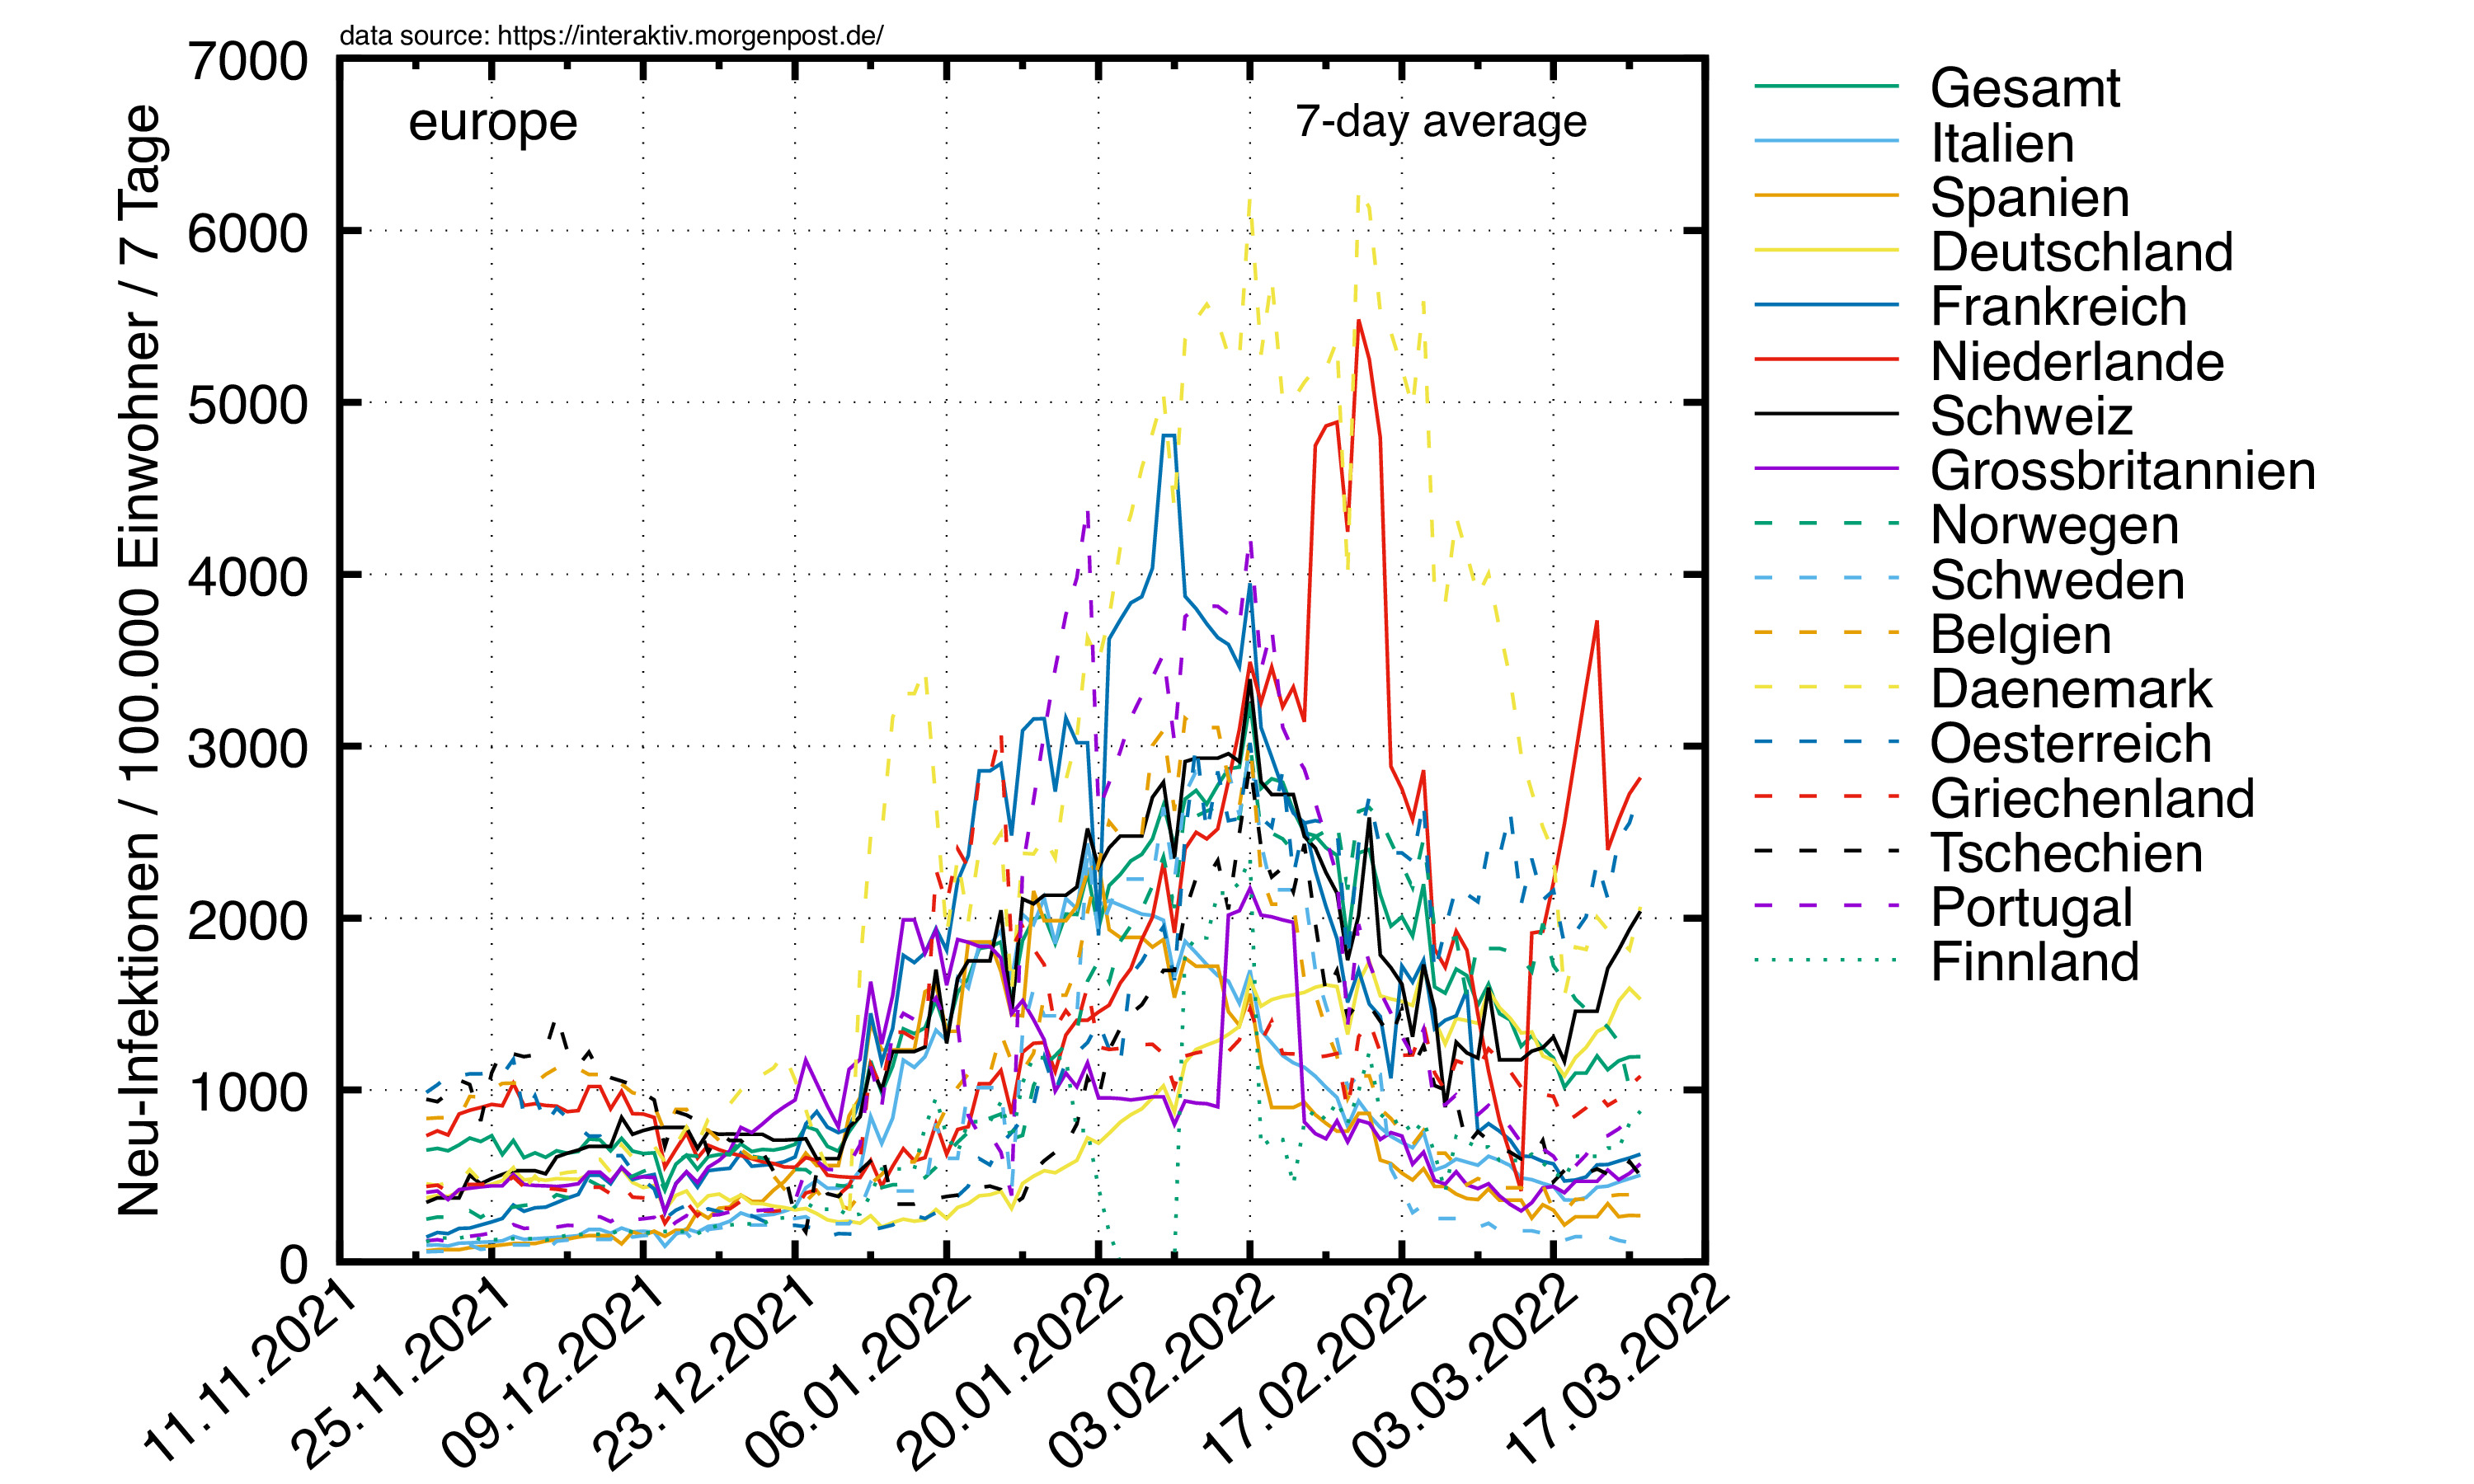 data source: https://interaktiv.morgenpost.de/
europe
7-day average
Neu-Infektionen / 100.000 Einwohner / 7 Tage
7000
6000
5000
4000
3000
2000
1000
0
11.11.2021
25.11.2021
09.12.2021
23.12.2021
06.01.2022
20.01.2022
03.02.2022
17.02.2022
03.03.2022
17.03.2022
Gesamt
Italien
Spanien
Deutschland
Frankreich
Niederlande
Schweiz
Grossbritannien
Norwegen
Schweden
Belgien
Daenemark
Oesterreich
Griechenland
Tschechien
Portugal
Finnland